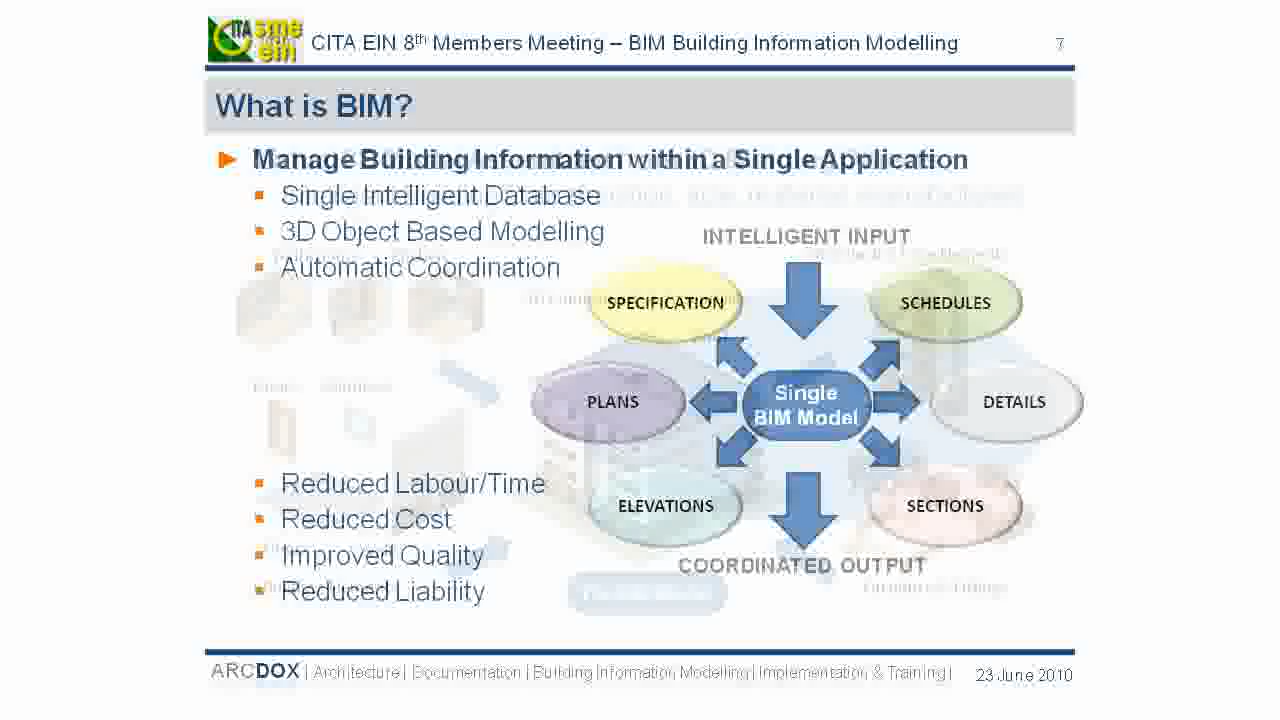 CITA sme ein
CITA EIN 8th Members Meeting – BIM Building Information Modelling
7
What is BIM?
Manage Building Information within a Single Application
Single Intelligent Database
3D Object Based Modelling
Automatic Coordination
INTELLIGENT INPUT
SPECIFICATION
SCHEDULES
PLANS
Single
BIM Model
DETAILS
ELEVATIONS
SECTIONS
COORDINATED OUTPUT
Reduced Labour/Time
Reduced Cost
Improved Quality
Reduced Liability
ARCDOX | Architecture | Documentation | Building Information Modelling | Implementation & Training |
23 June 2010